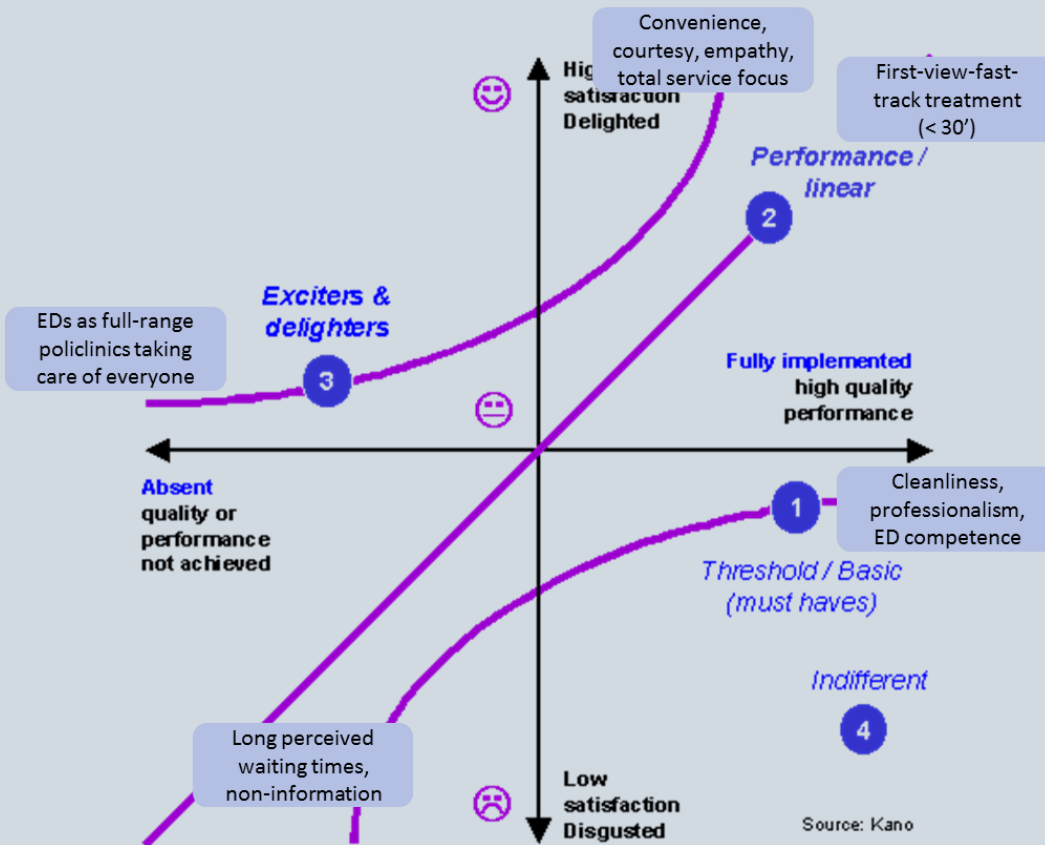 Convenience,
courtesy, empathy,
total service focus
Hig
satisfaction
Delighted
First-view-fast-
track treatment
(< 30’)
Performance /
linear
2
Exciters &
delighters
EDs as full-range
policlinics taking
care of everyone
3
Fully implemented
high quality
performance
Absent
quality or
performance
not achieved
1
Cleanliness,
professionalism,
ED competence
Threshold / Basic
(must haves)
Indifferent
4
Long perceived
waiting times,
non-information
Low
satisfaction
Disgusted
Source: Kano